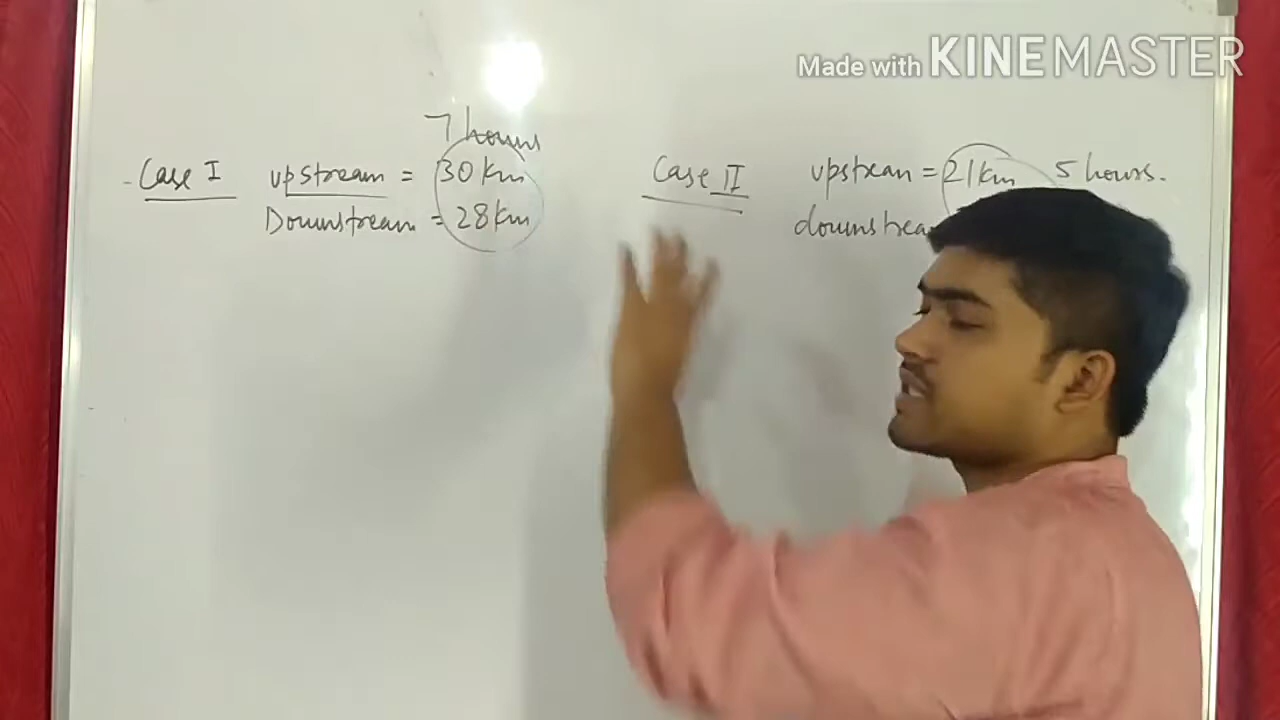 Made with KINEMASTER
7 hours
Case I upstream = 30 km
Downstream = 28 km
Case II upstream = 21 km 5 hours.